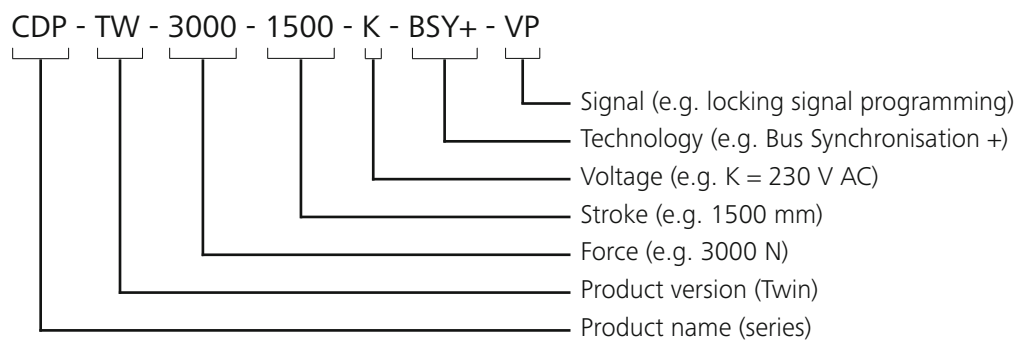 CDP - TW - 3000 - 1500 - K - BSY+ - VP
Signal (e.g. locking signal programming)
Technology (e.g. Bus Synchronisation +)
Voltage (e.g. K = 230 V AC)
Stroke (e.g. 1500 mm)
Force (e.g. 3000 N)
Product version (Twin)
Product name (series)